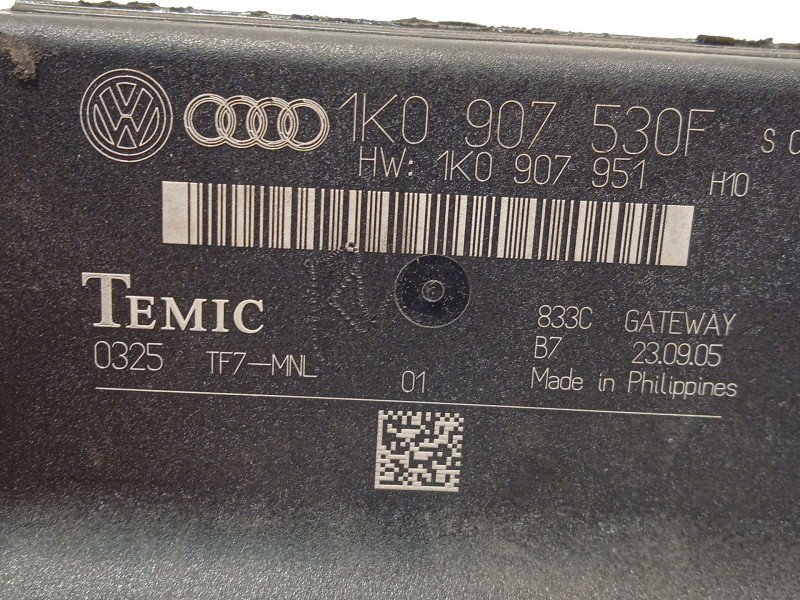 1K0 907 530F
HW: 1K0 907 951 H10
TEMIC
0325 TF7-MNL 01
833C GATEWAY
B7 23.09.05
Made in Philippines